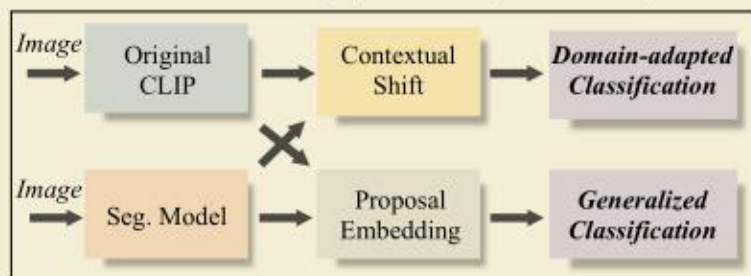 Image
Original
CLIP
Contextual
Shift
Domain-adapted
Classification
Image
Seg. Model
Proposal
Embedding
Generalized
Classification